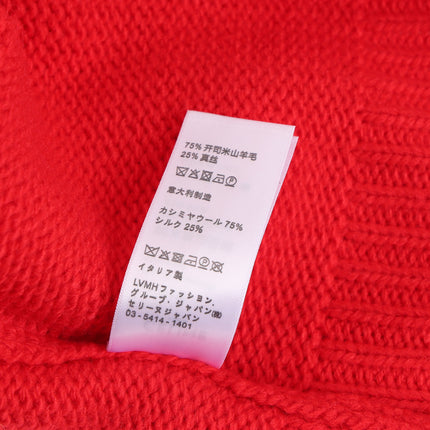 75% 开司米山羊毛
25% 真丝
意大利制造
カシミヤウール 75%
シルク 25%
イタリア製
LVMHファッション.
グループ・ジャパン㈱
セリーヌジャパン
03-5414-1401